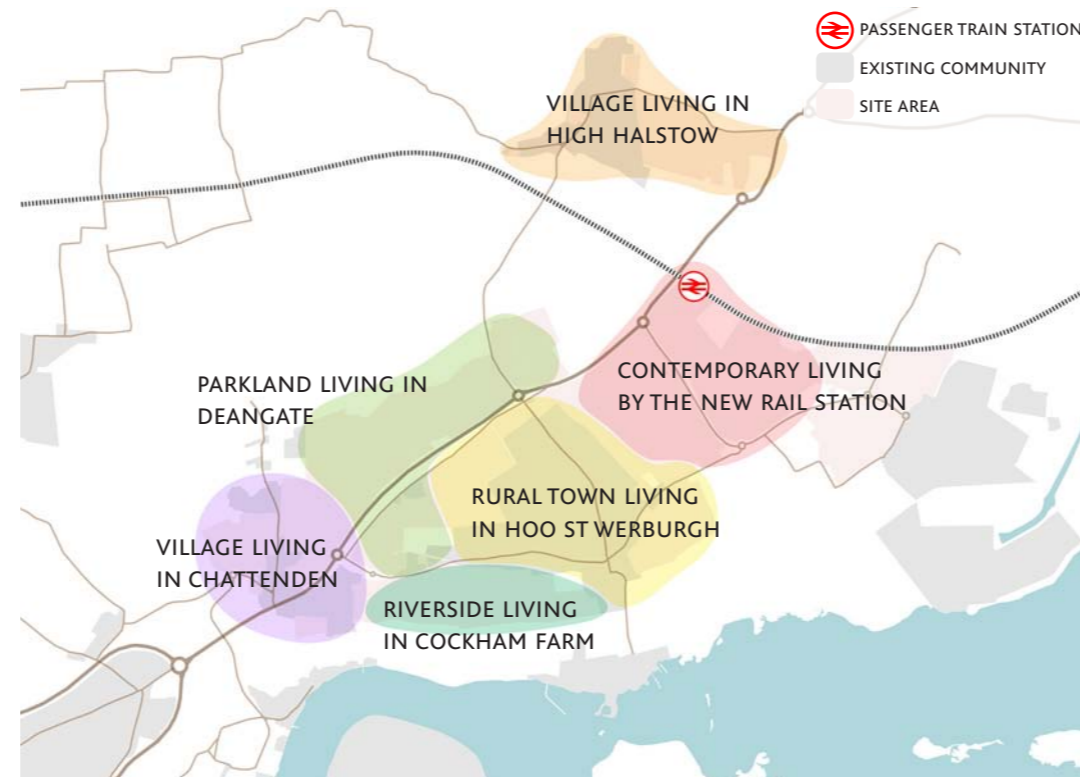 PASSENGER TRAIN STATION
EXISTING COMMUNITY
SITE AREA
VILLAGE LIVING IN
HIGH HALSTOW
CONTEMPORARY LIVING
BY THE NEW RAIL STATION
PARKLAND LIVING IN
DEANGATE
RURAL TOWN LIVING
IN HOO ST WERBURGH
VILLAGE LIVING
IN CHATTENDEN
RIVERSIDE LIVING
IN COCKHAM FARM